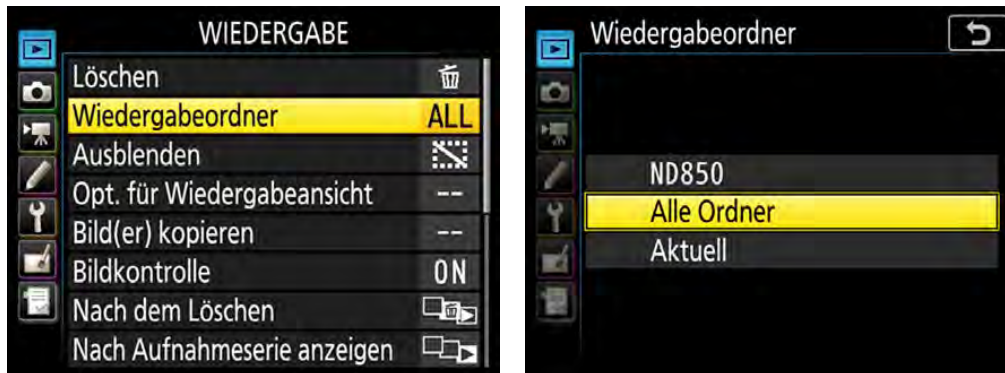 WIEDERGABE
Löschen
Wiedergabeordner ALL
Ausblenden
Opt. für Wiedergabeansicht --
Bild(er) kopieren --
Bildkontrolle ON
Nach dem Löschen
Nach Aufnahmeserie anzeigen
Wiedergabeordner
ND850
Alle Ordner
Aktuell